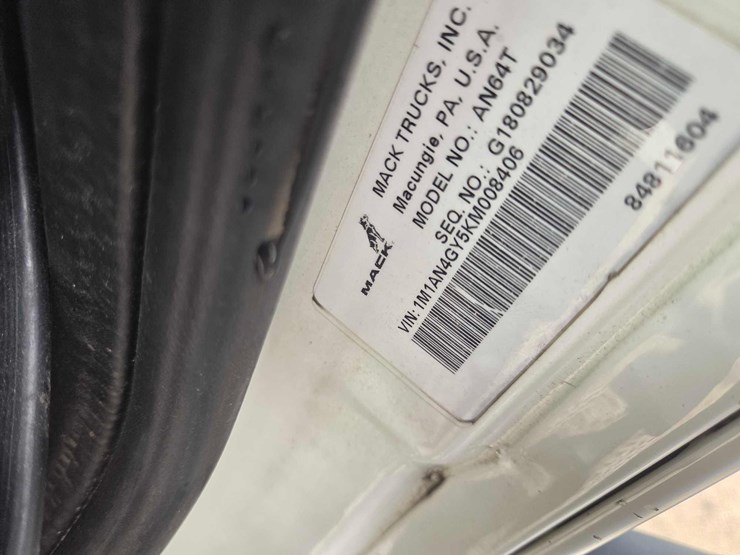 MACK TRUCKS, INC.
Macungie, PA, U.S.A.
MODEL NO.: AN64T
SEQ. NO.: G180829034
VIN: 1M1AN4GY5KM008406
84811604
MACK